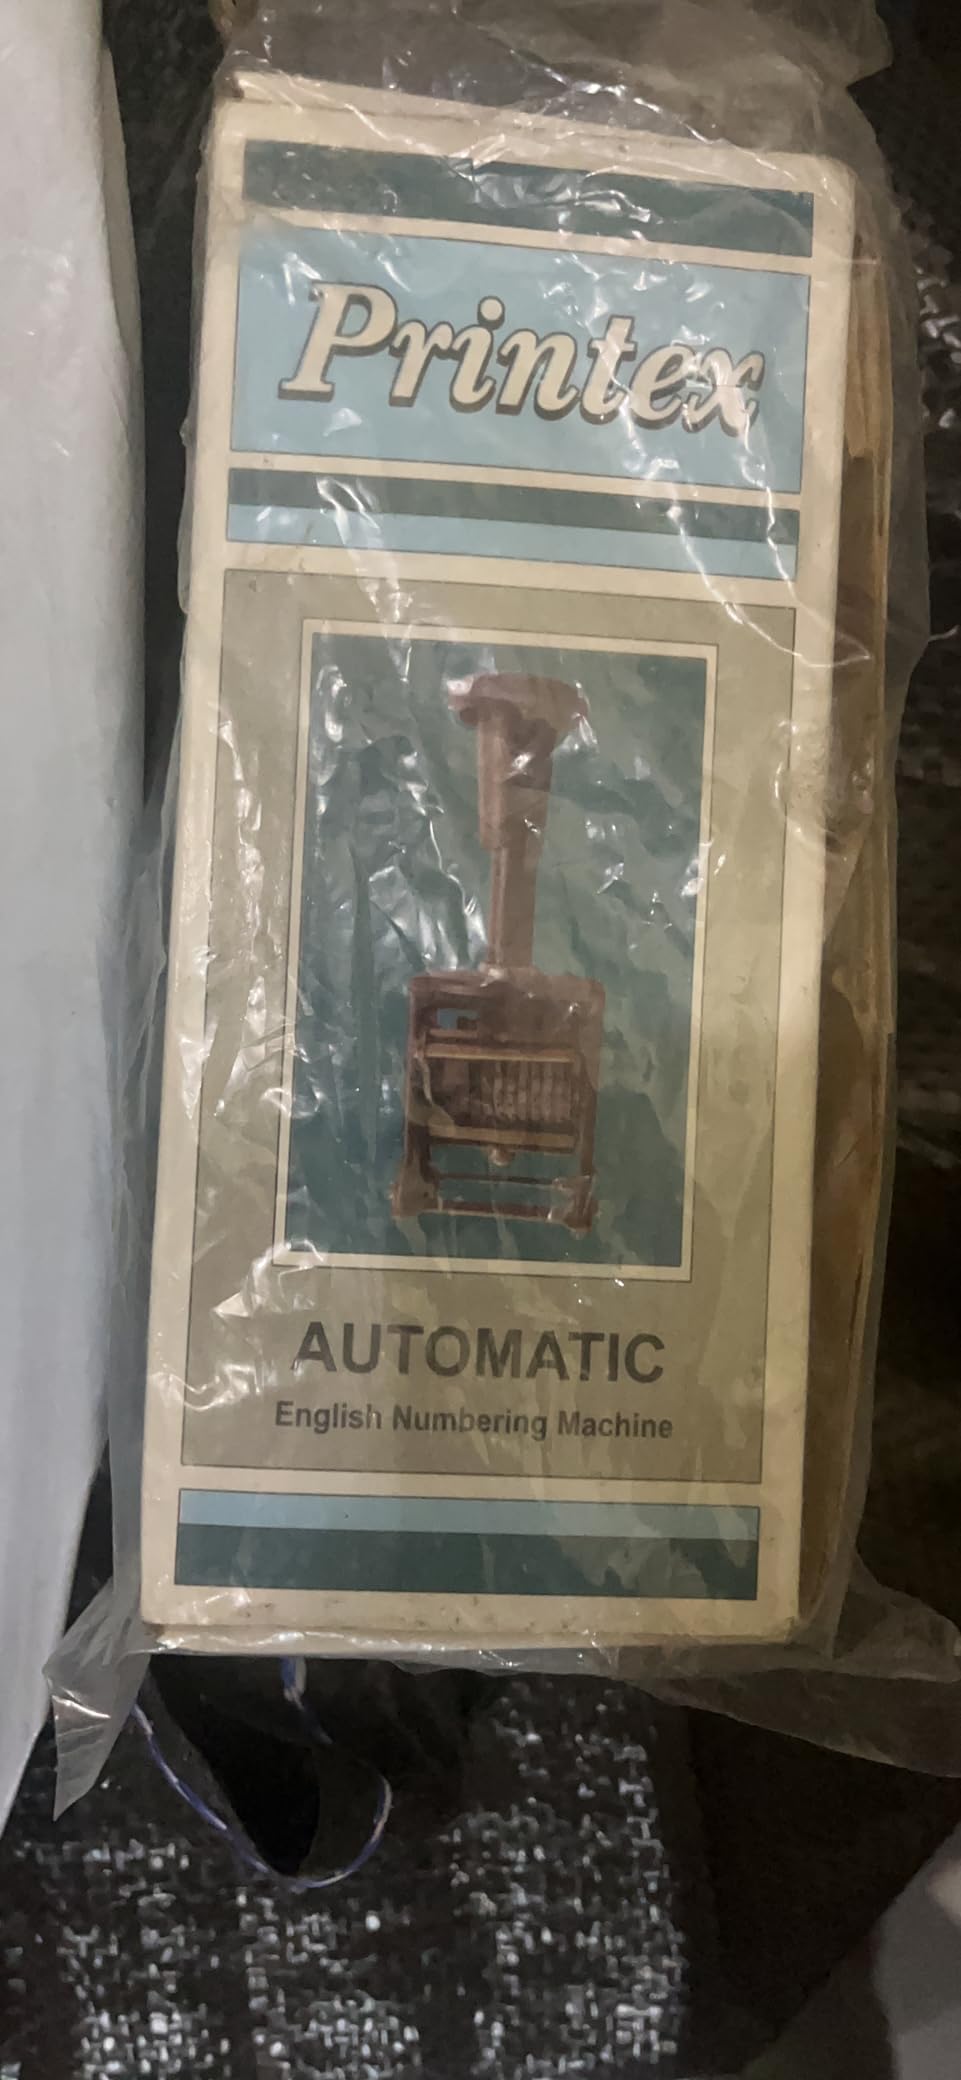 Printex
AUTOMATIC
English Numbering Machine